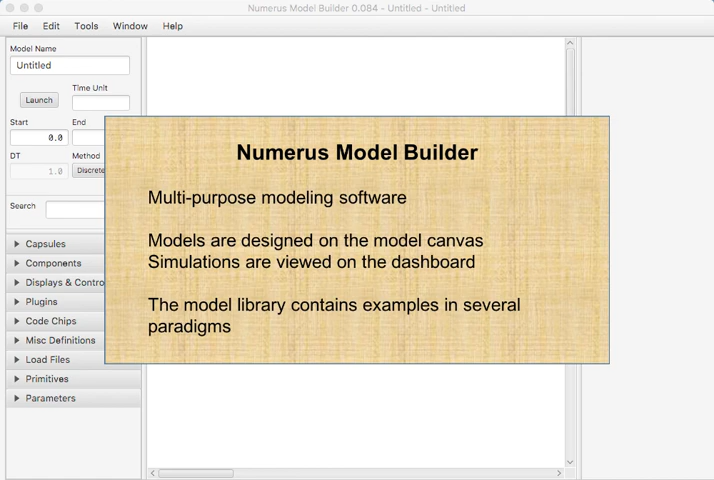 Numerus Model Builder 0.084 - Untitled - Untitled
File Edit Tools Window Help
Model Name
Untitled
Time Unit
Launch
Start End
0.0
DT Method
1.0 Discrete
Search
Capsules
Components
Displays & Contro
Plugins
Code Chips
Misc Definitions
Load Files
Primitives
Parameters
Numerus Model Builder
Multi-purpose modeling software
Models are designed on the model canvas
Simulations are viewed on the dashboard
The model library contains examples in several
paradigms